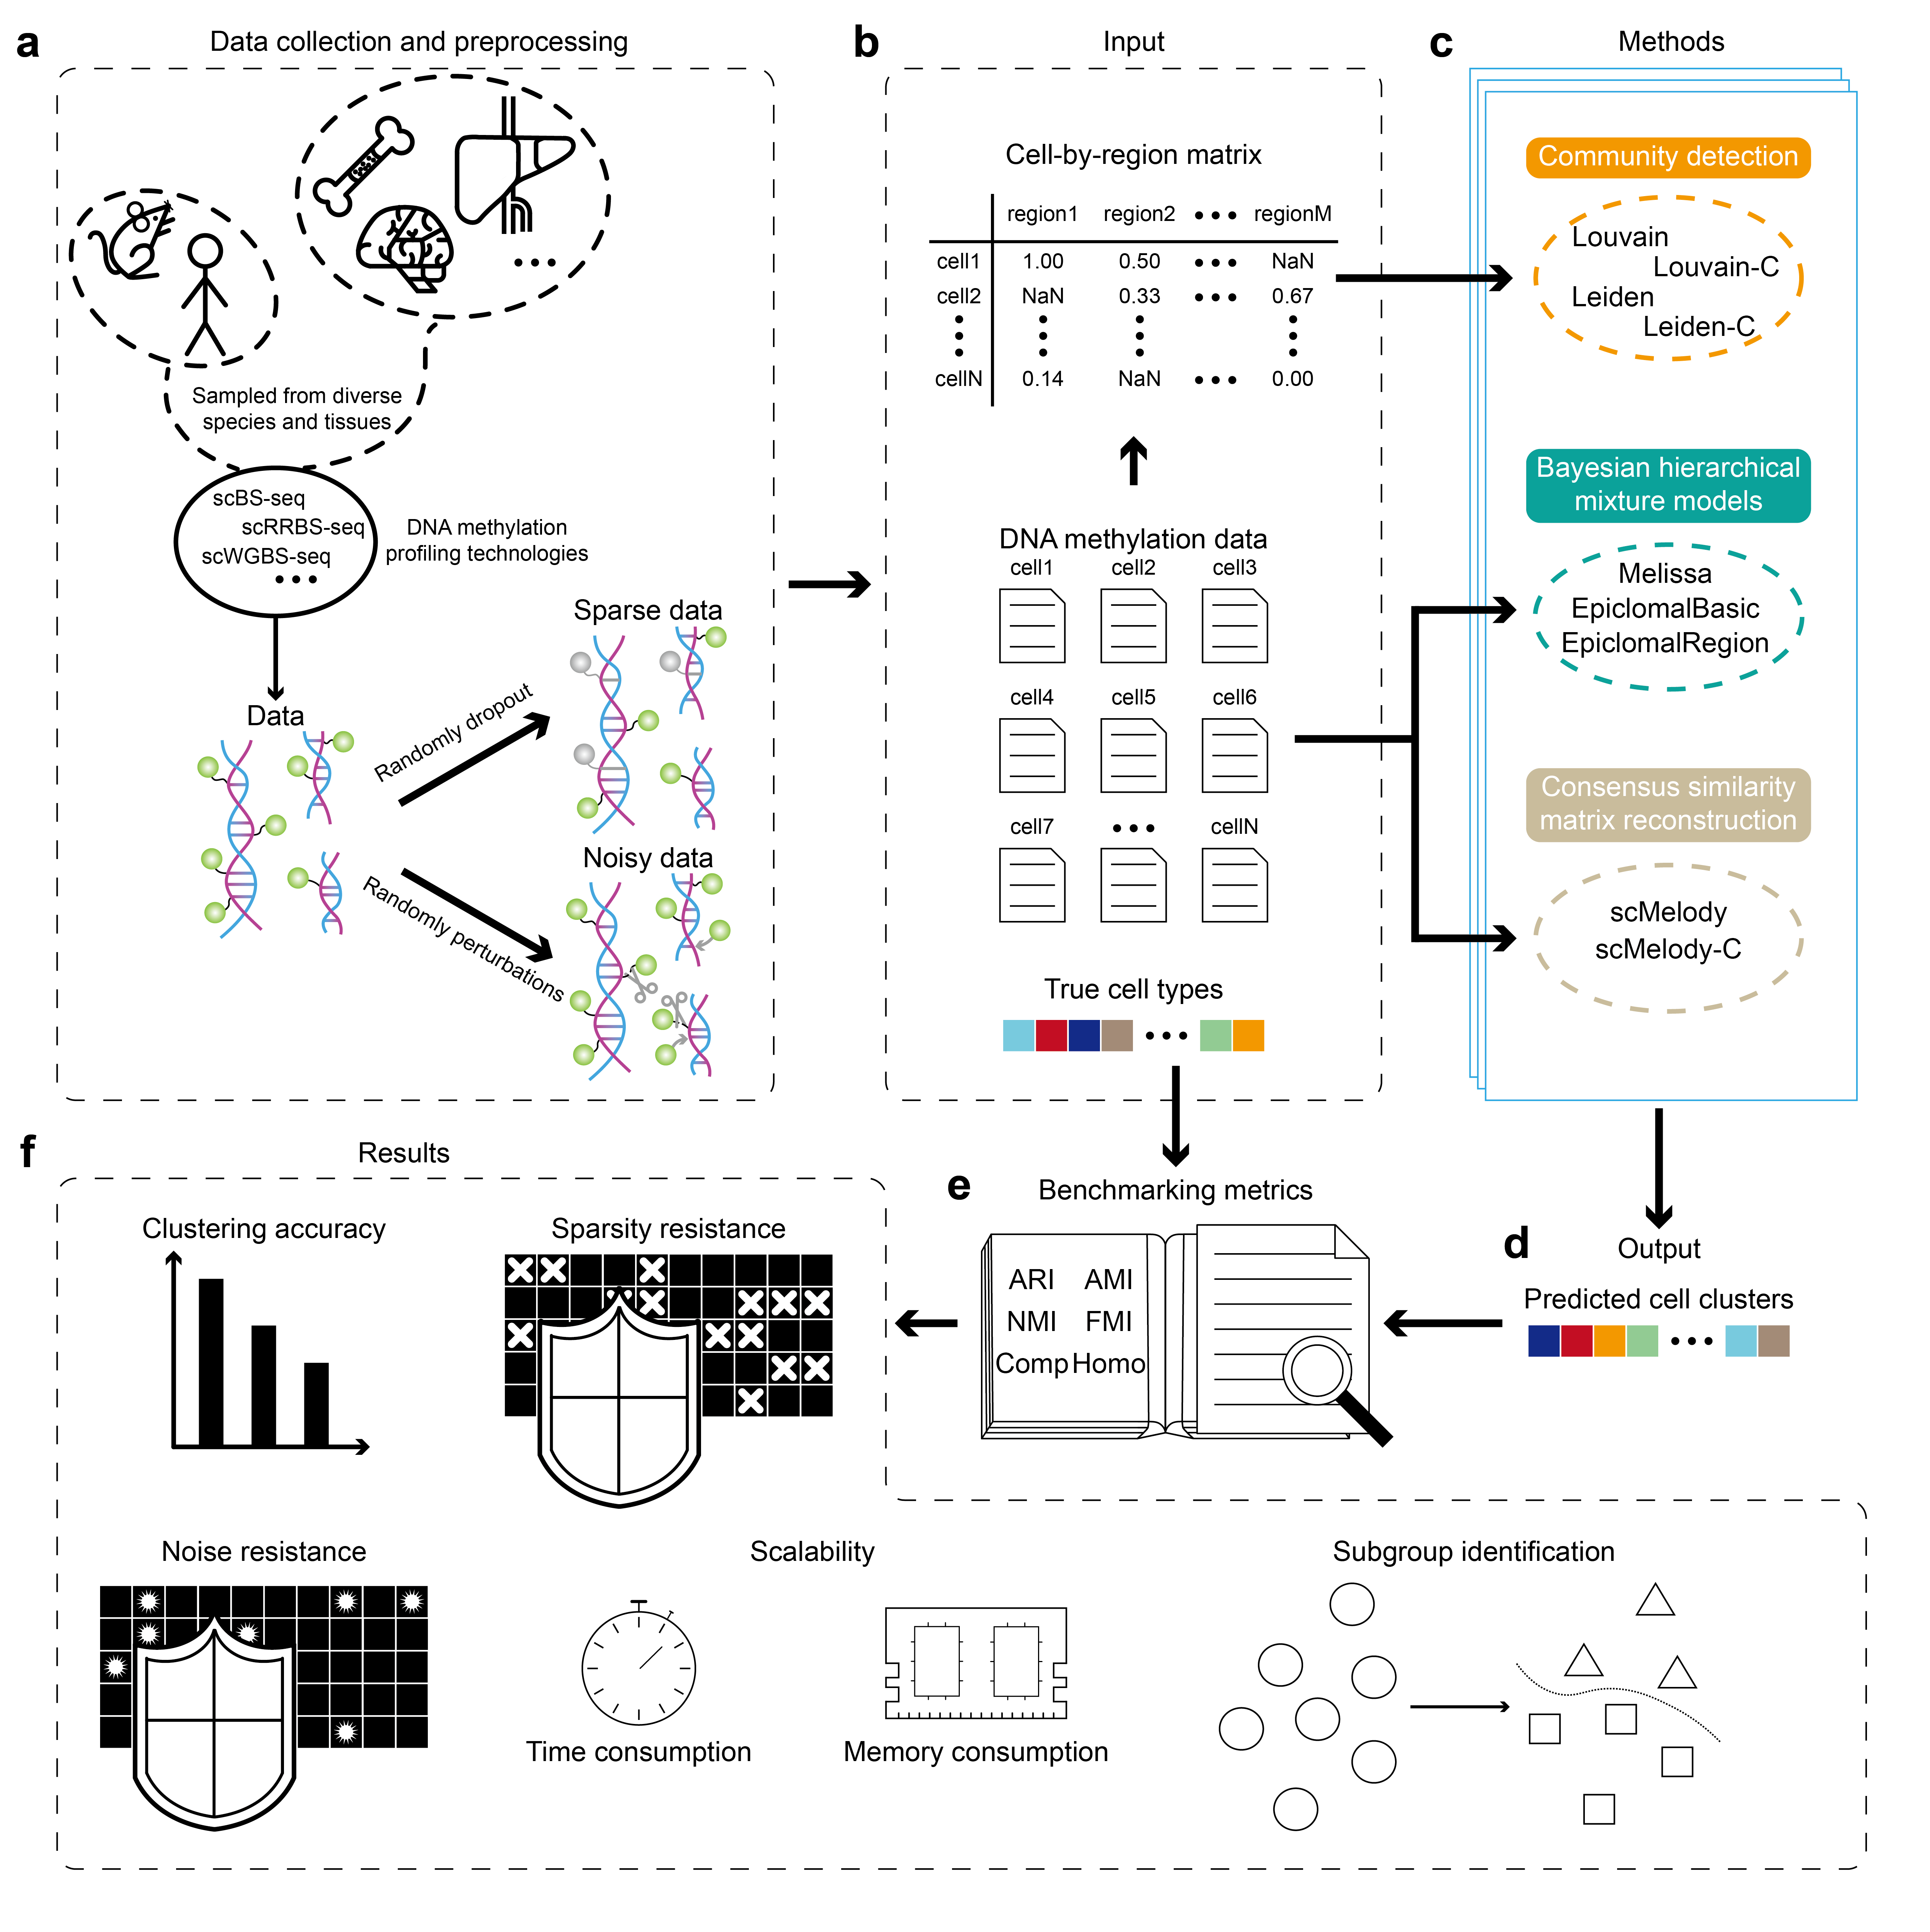 a
Data collection and preprocessing
Sampled from diverse
species and tissues
scBS-seq
scRRBS-seq
scWGBS-seq
DNA methylation
profiling technologies
Data
Randomly dropout
Sparse data
Randomly perturbations
Noisy data
b
Input
Cell-by-region matrix
region1 region2 ••• regionM
cell1 1.00 0.50 ••• NaN
cell2 NaN 0.33 ••• 0.67
cellN 0.14 NaN ••• 0.00
DNA methylation data
cell1 cell2 cell3
cell4 cell5 cell6
cell7 ••• cellN
True cell types
c
Methods
Community detection
Louvain
Louvain-C
Leiden
Leiden-C
Bayesian hierarchical
mixture models
Melissa
EpiclomalBasic
EpiclomalRegion
Consensus similarity
matrix reconstruction
scMelody
scMelody-C
d
Output
Predicted cell clusters
e
Benchmarking metrics
ARI AMI
NMI FMI
Comp Homo
f
Results
Clustering accuracy
Sparsity resistance
Noise resistance
Scalability
Time consumption
Memory consumption
Subgroup identification